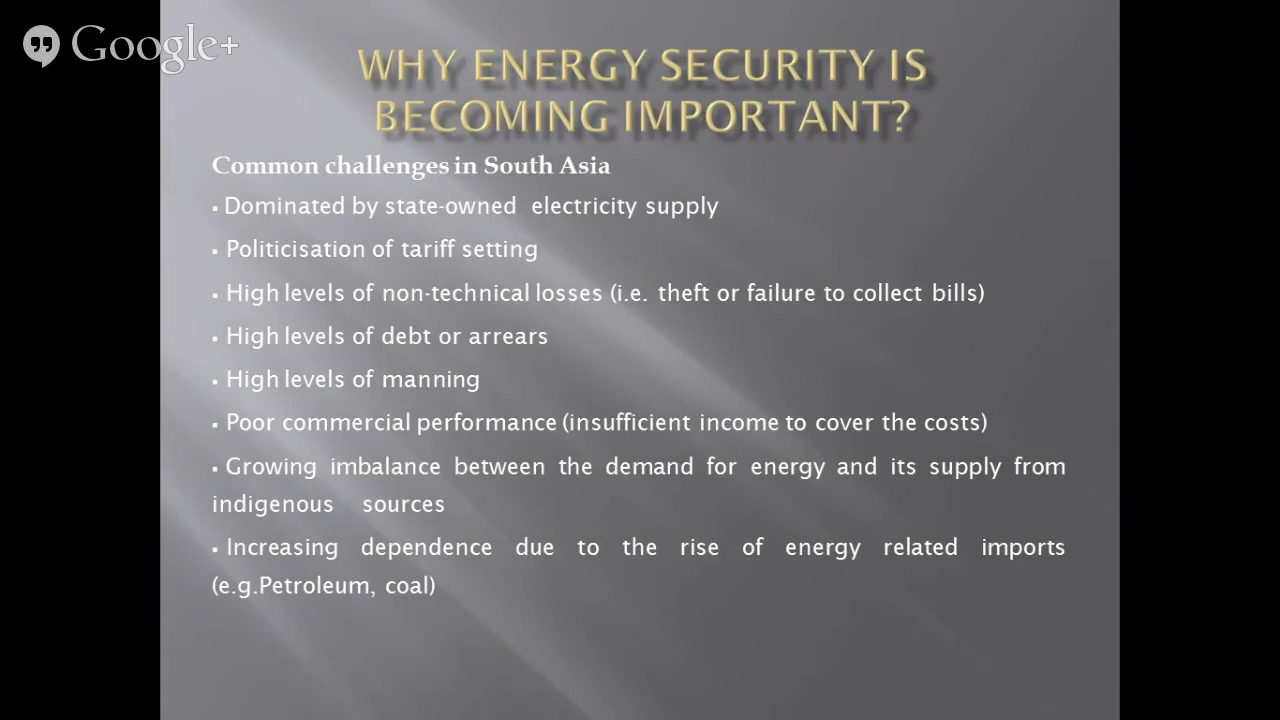 Google+
WHY ENERGY SECURITY IS
BECOMING IMPORTANT?
Common challenges in South Asia
▪ Dominated by state-owned electricity supply
▪ Politicisation of tariff setting
▪ High levels of non-technical losses (i.e. theft or failure to collect bills)
▪ High levels of debt or arrears
▪ High levels of manning
▪ Poor commercial performance (insufficient income to cover the costs)
▪ Growing imbalance between the demand for energy and its supply from
indigenous sources
▪ Increasing dependence due to the rise of energy related imports
(e.g.Petroleum, coal)